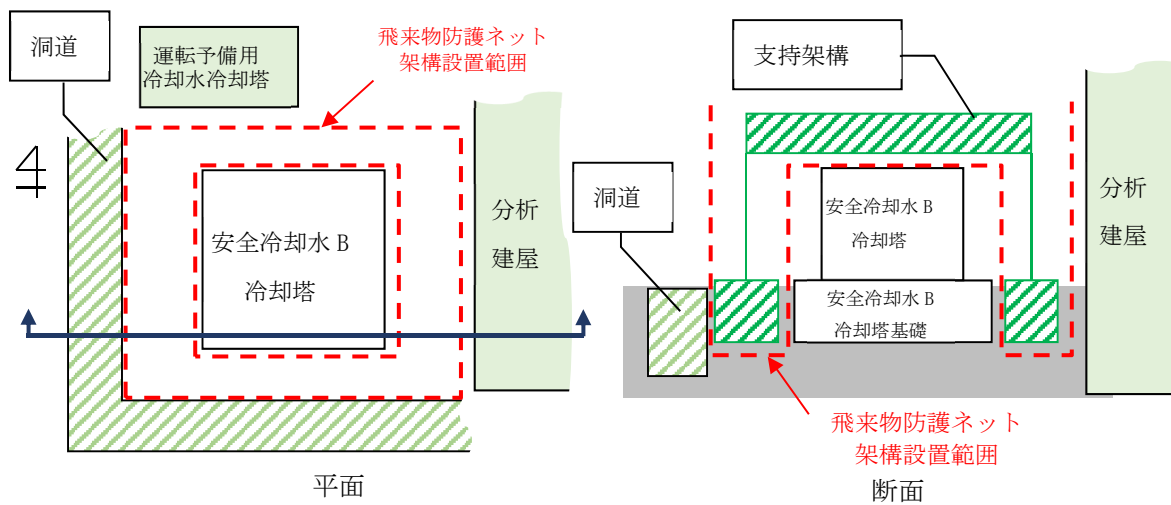 洞道
運転予備用
冷却水冷却塔
飛来物防護ネット
架構設置範囲
安全冷却水 B
冷却塔
分析
建屋
平面
支持架構
洞道
安全冷却水 B
冷却塔
安全冷却水 B
冷却塔基礎
分析
建屋
飛来物防護ネット
架構設置範囲
断面